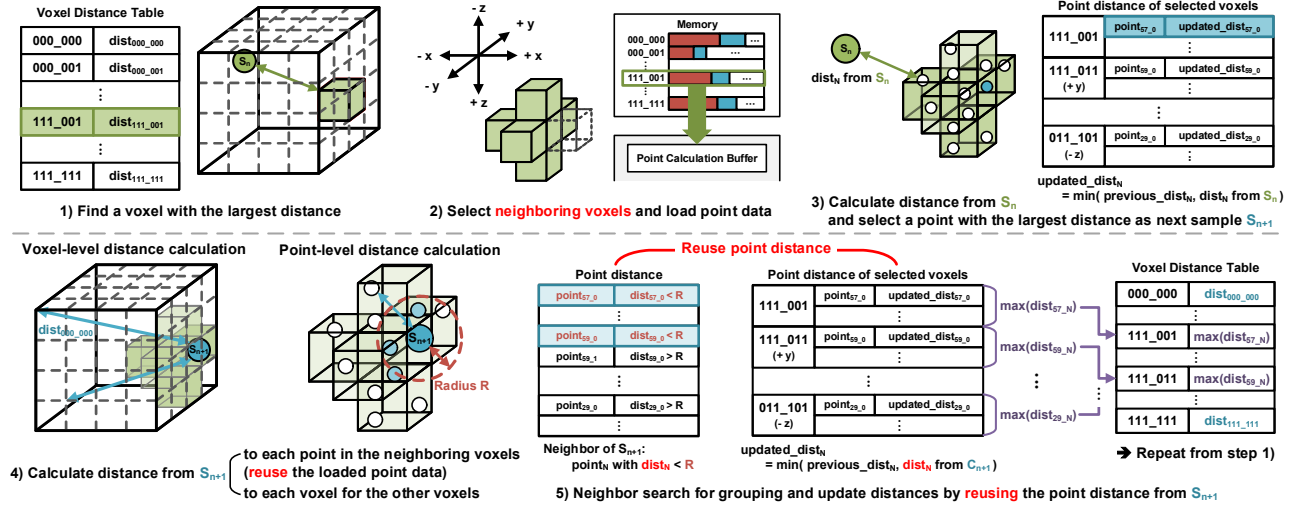 Voxel Distance Table
000_000 dist000_000
000_001 dist000_001
⋮
111_001 dist111_001
⋮
111_111 dist111_111
Sn
1) Find a voxel with the largest distance
- z
+ y
- x
+ x
- y
+ z
Memory
000_000 ...
000_001 ...
⋮
111_001 ...
⋮
111_111 ...
Point Calculation Buffer
2) Select neighboring voxels and load point data
Sn
distN from Sn
Point distance of selected voxels
111_001 point57_0 updated_dist57_0
⋮
111_011 (+ y) point59_0 updated_dist59_0
⋮
⋮ ⋮
011_101 (- z) point29_0 updated_dist29_0
⋮
updated_distN
= min( previous_distN, distN from Sn )
3) Calculate distance from Sn
and select a point with the largest distance as next sample Sn+1
Voxel-level distance calculation
dist000_000
Sn+1
Point-level distance calculation
Sn+1
Radius R
4) Calculate distance from Sn+1
to each point in the neighboring voxels
(reuse the loaded point data)
to each voxel for the other voxels
Reuse point distance
Point distance
point57_0 dist57_0 < R
⋮
point59_0 dist59_0 < R
point59_1 dist59_0 > R
⋮
point29_0 dist29_0 > R
⋮
Neighbor of Sn+1:
pointN with distN < R
Point distance of selected voxels
111_001 point57_0 updated_dist57_0
⋮
111_011 (+ y) point59_0 updated_dist59_0
⋮
⋮ ⋮
011_101 (- z) point29_0 updated_dist29_0
⋮
updated_distN
= min( previous_distN, distN from Cn+1 )
max(dist57_N)
max(dist59_N)
⋮
max(dist29_N)
⋮
Voxel Distance Table
000_000 dist000_000
⋮
111_001 max(dist57_N)
⋮
111_011 max(dist59_N)
⋮
111_111 dist111_111
➔ Repeat from step 1)
5) Neighbor search for grouping and update distances by reusing the point distance from Sn+1